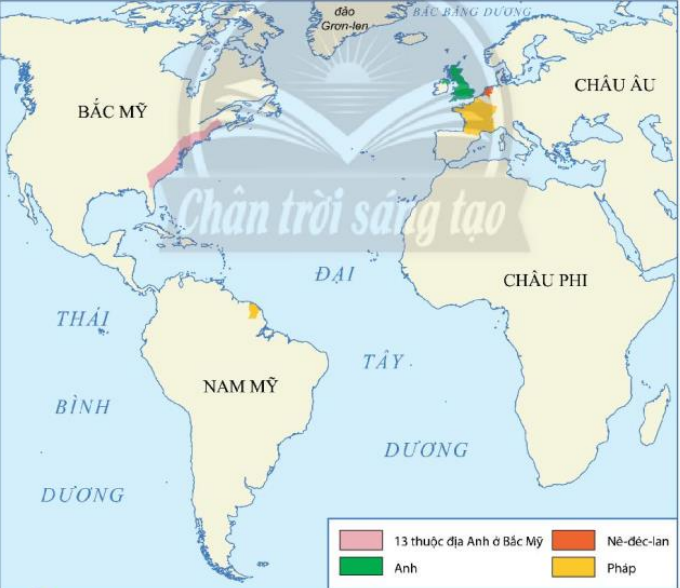 đảo
Grơn-len
BẮC BĂNG DƯƠNG
CHÂU ÂU
BẮC MỸ
Chân trời sáng tạo
ĐẠI
CHÂU PHI
THÁI
TÂY
NAM MỸ
BÌNH
DƯƠNG
DƯƠNG
13 thuộc địa Anh ở Bắc Mỹ
Nê-đéc-lan
Anh
Pháp